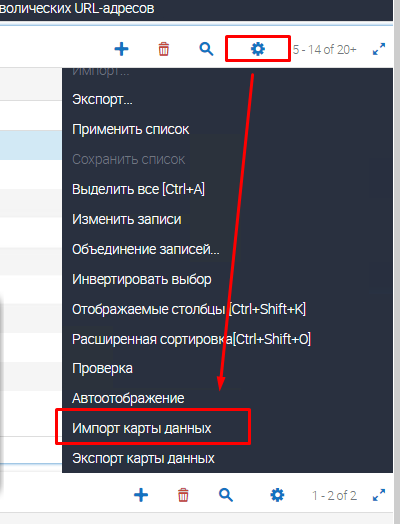 волических URL-адресов
5 - 14 of 20+
Импорт...
Экспорт...
Применить список
Сохранить список
Выделить все [Ctrl+A]
Изменить записи
Объединение записей...
Инвертировать выбор
Отображаемые столбцы [Ctrl+Shift+K]
Расширенная сортировка[Ctrl+Shift+O]
Проверка
Автоотображение
Импорт карты данных
Экспорт карты данных
1 - 2 of 2